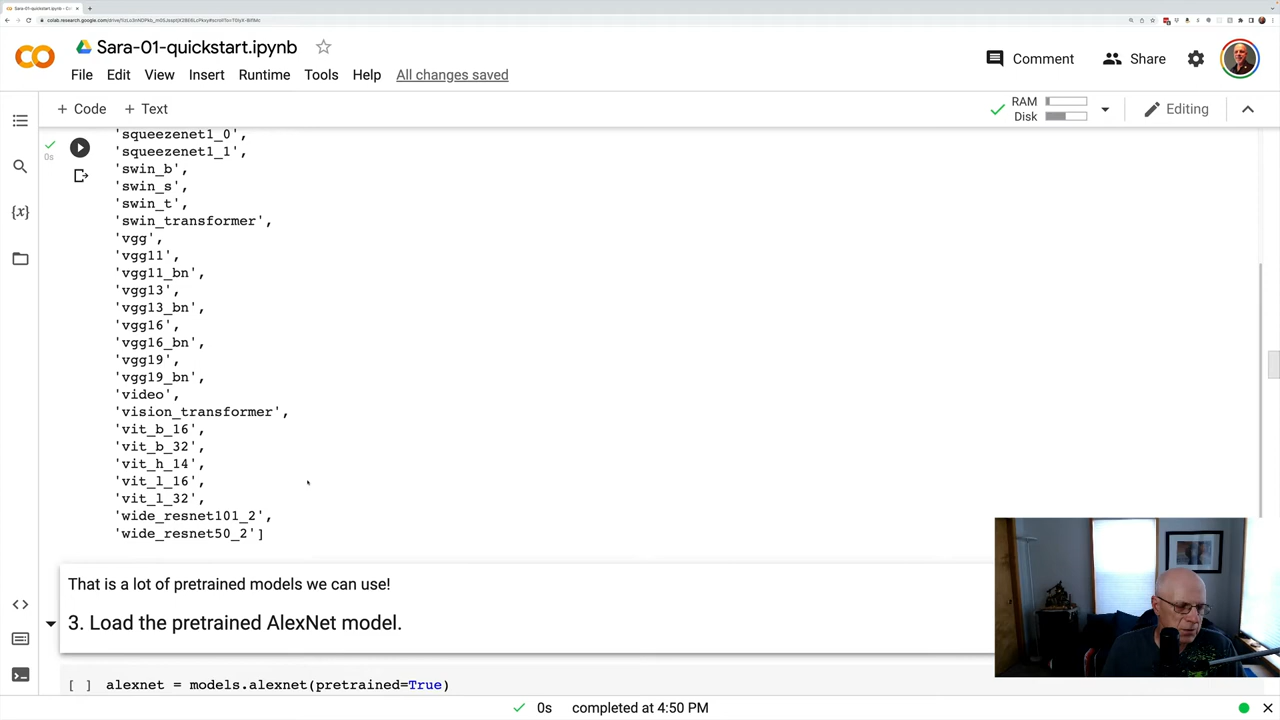 Sara-01-quickstart.ipynb
File Edit View Insert Runtime Tools Help All changes saved
Comment
Share
+ Code + Text
RAM
Disk
Editing
'squeezenet1_0',
0s
'squeezenet1_1',
'swin_b',
'swin_s',
'swin_t',
'swin_transformer',
{x}
'vgg',
'vgg11',
'vgg11_bn',
'vgg13',
'vgg13_bn',
'vgg16',
'vgg16_bn',
'vgg19',
'vgg19_bn',
'video',
'vision_transformer',
'vit_b_16',
'vit_b_32',
'vit_h_14',
'vit_l_16',
'vit_l_32',
'wide_resnet101_2',
'wide_resnet50_2']
That is a lot of pretrained models we can use!
3. Load the pretrained AlexNet model.
[ ] alexnet = models.alexnet(pretrained=True)
0s completed at 4:50 PM